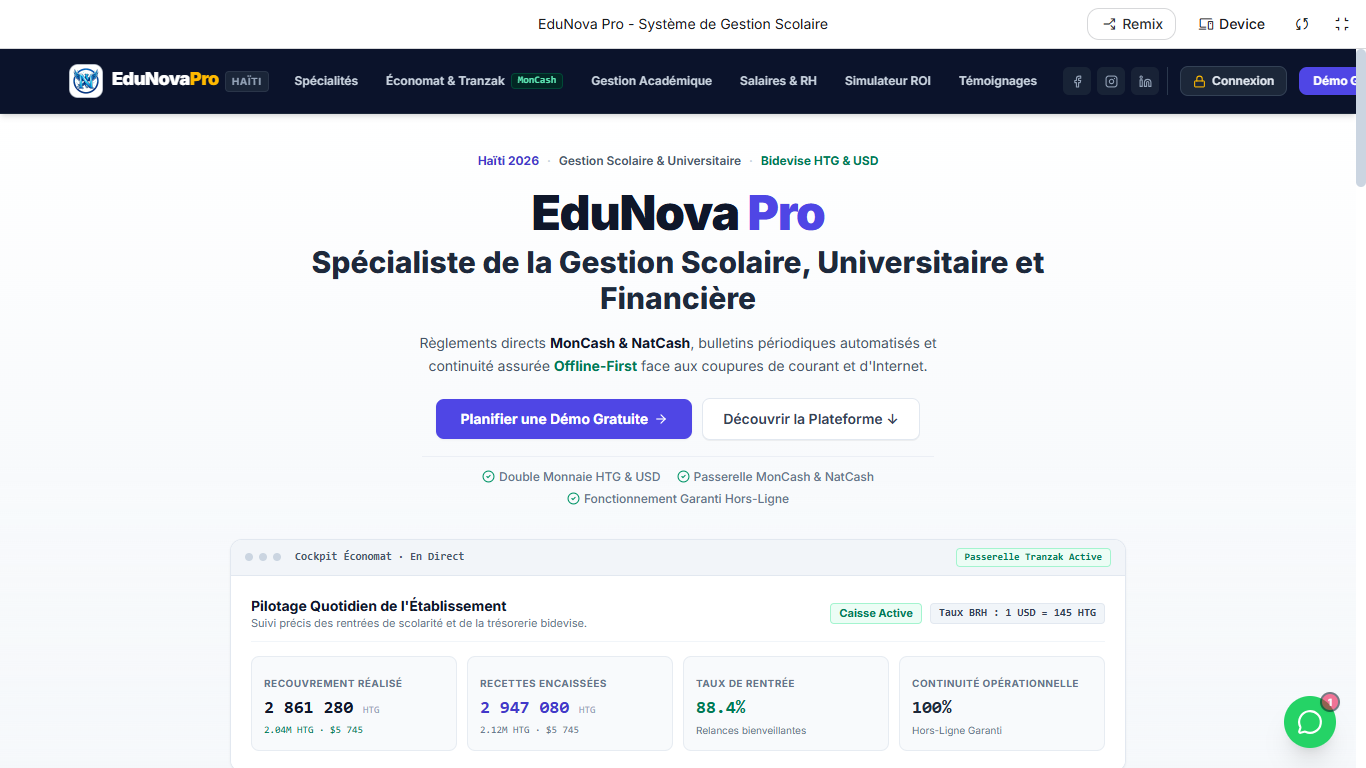 EduNova Pro - Système de Gestion Scolaire
Remix
Device
EduNovaPro
HAÏTI
Spécialités
Économat & Tranzak
MonCash
Gestion Académique
Salaires & RH
Simulateur ROI
Témoignages
Connexion
Démo G
Haïti 2026 · Gestion Scolaire & Universitaire · Bidevise HTG & USD
EduNova Pro
Spécialiste de la Gestion Scolaire, Universitaire et
Financière
Règlements directs MonCash & NatCash, bulletins périodiques automatisés et
continuité assurée Offline-First face aux coupures de courant et d'Internet.
Planifier une Démo Gratuite →
Découvrir la Plateforme ↓
Double Monnaie HTG & USD
Passerelle MonCash & NatCash
Fonctionnement Garanti Hors-Ligne
Cockpit Économat · En Direct
Passerelle Tranzak Active
Pilotage Quotidien de l'Établissement
Suivi précis des rentrées de scolarité et de la trésorerie bidevise.
Caisse Active
Taux BRH : 1 USD = 145 HTG
RECOUVREMENT RÉALISÉ
2 861 280 HTG
2.04M HTG · $5 745
RECETTES ENCAISSÉES
2 947 080 HTG
2.12M HTG · $5 745
TAUX DE RENTRÉE
88.4%
Relances bienveillantes
CONTINUITÉ OPÉRATIONNELLE
100%
Hors-Ligne Garanti
1